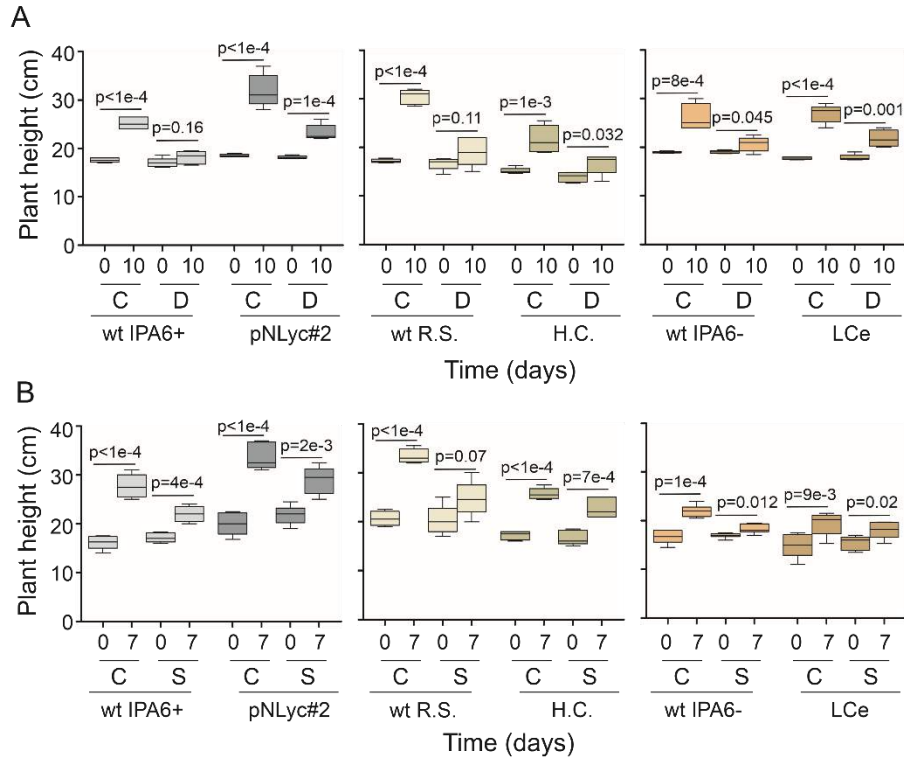 A
Plant height (cm)
40
30
20
10
0
p<1e-4
p=0.16
p<1e-4
p=1e-4
p<1e-4
p=0.11
p=1e-3
p=0.032
p=8e-4
p=0.045
p<1e-4
p=0.001
0 10 0 10 0 10 0 10 0 10 0 10 0 10 0 10 0 10 0 10 0 10 0 10
C D C D C D C D C D C D
wt IPA6+ pNLyc#2 wt R.S. H.C. wt IPA6- LCe
Time (days)
B
Plant height (cm)
40
30
20
10
0
p<1e-4
p=4e-4
p<1e-4
p=2e-3
p<1e-4
p=0.07
p<1e-4
p=7e-4
p=1e-4
p=0.012
p=9e-3
p=0.02
0 7 0 7 0 7 0 7 0 7 0 7 0 7 0 7 0 7 0 7 0 7 0 7
C S C S C S C S C S C S
wt IPA6+ pNLyc#2 wt R.S. H.C. wt IPA6- LCe
Time (days)